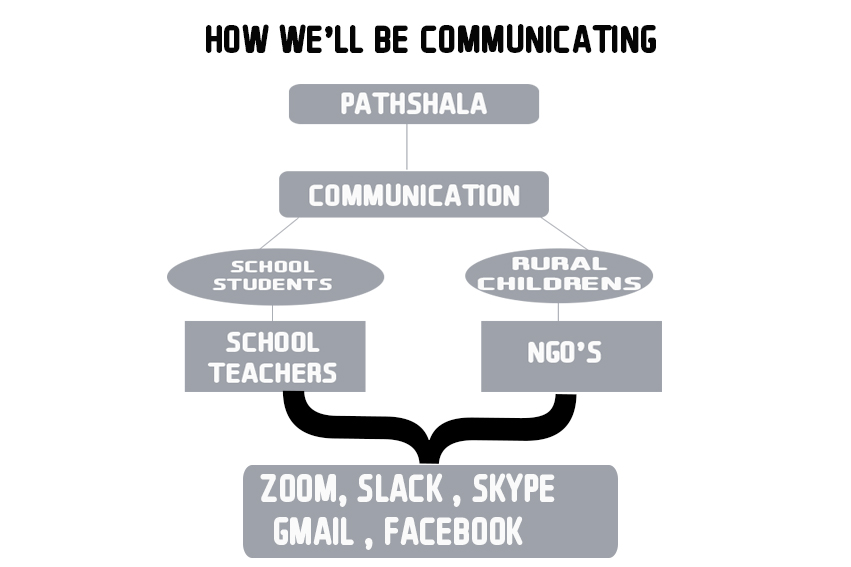 HOW WE'LL BE COMMUNICATING
PATHSHALA
COMMUNICATION
SCHOOL
STUDENTS
RURAL
CHILDRENS
SCHOOL
TEACHERS
NGO'S
ZOOM, SLACK , SKYPE
GMAIL , FACEBOOK